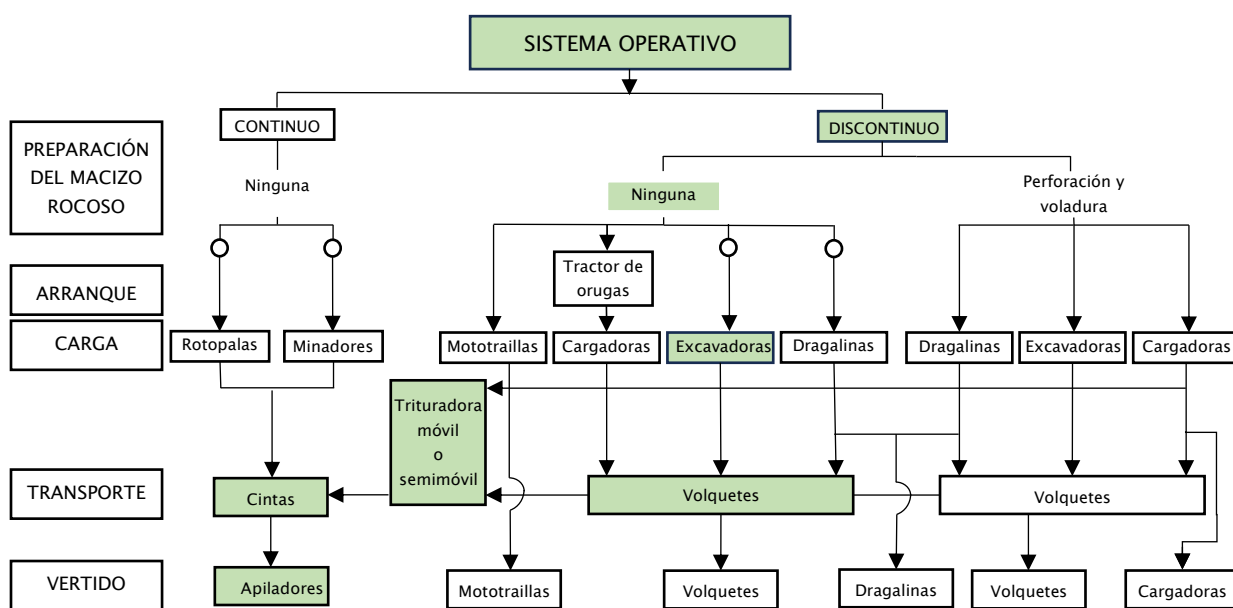 SISTEMA OPERATIVO
CONTINUO
DISCONTINUO
PREPARACIÓN
DEL MACIZO
ROCOSO
Ninguna
Ninguna
Perforación y
voladura
ARRANQUE
Tractor de
orugas
CARGA
Rotopalas
Minadores
Mototraillas
Cargadoras
Excavadoras
Dragalinas
Dragalinas
Excavadoras
Cargadoras
Trituradora
móvil
o
semimóvil
TRANSPORTE
Cintas
Volquetes
Volquetes
VERTIDO
Apiladores
Mototraillas
Volquetes
Dragalinas
Volquetes
Cargadoras